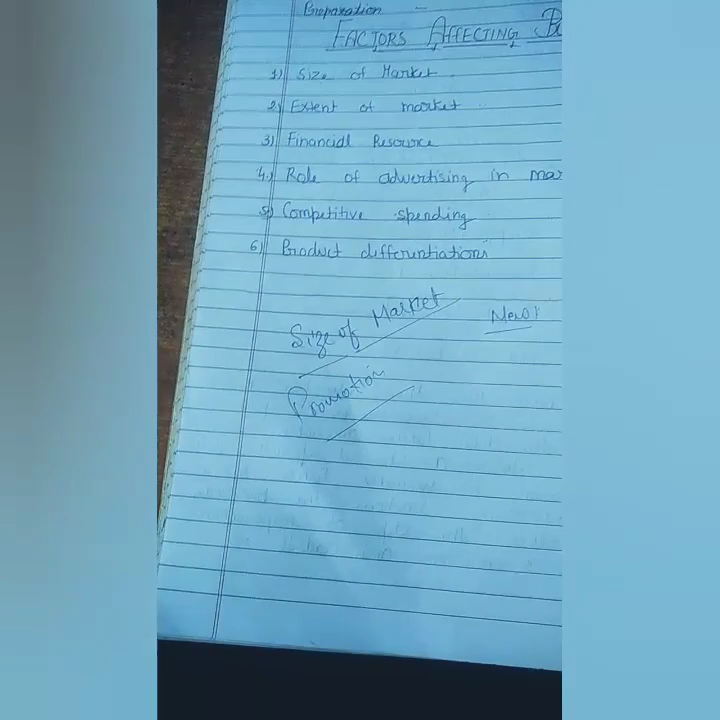 Preparation
FACTORS AFFECTING
1) Size of Market
2) Extent of market
3) Financial Resource
4.) Role of advertising in mar
5) Competitive spending
6) Product differentiations
Size of Market
Promotion